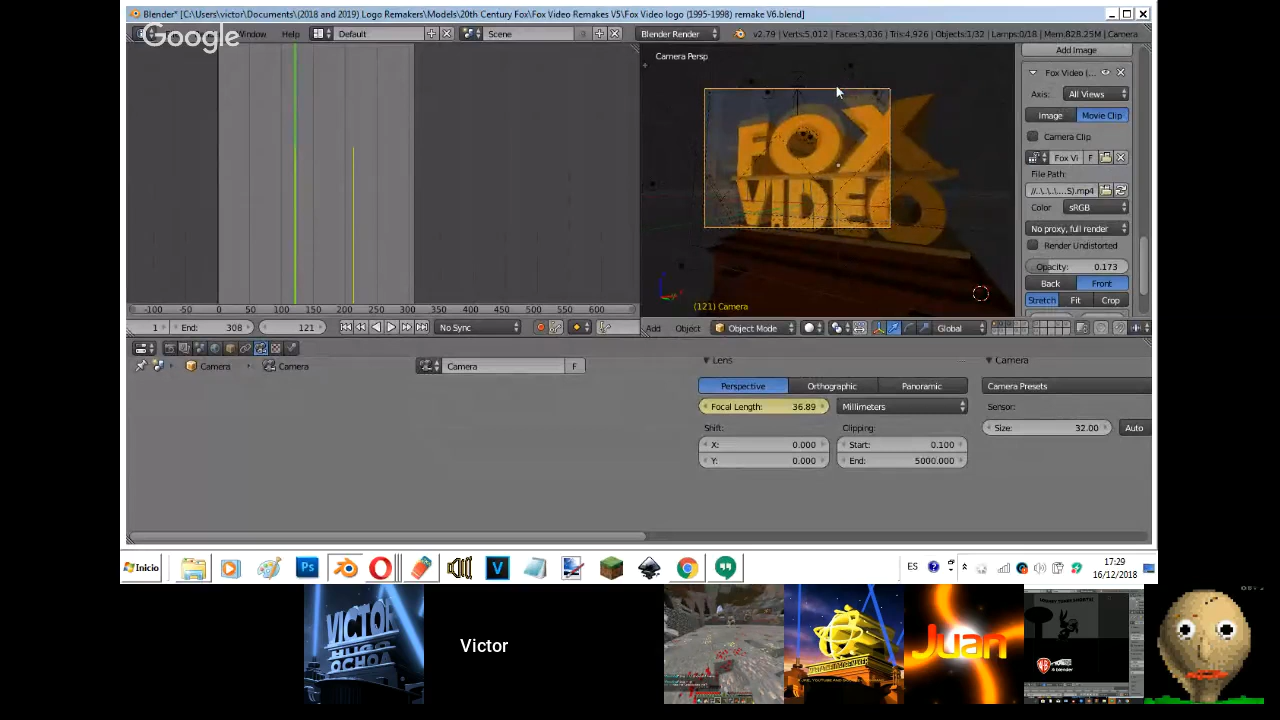 Blender* [C:\Users\victor\Documents\(2018 and 2019) Logo Remakers\Models\20th Century Fox\Fox Video Remakes V5\Fox Video logo (1995-1998) remake V6.blend]
Google
Window Help Default Scene Blender Render v2.79 | Verts:5,012 | Faces:3,036 | Tris:4,926 | Objects:1/32 | Lamps:0/18 | Mem:828.25M | Camera
Camera Persp
Add Image
Fox Video (...
Axis: All Views
Image Movie Clip
Camera Clip
Fox Vi F
File Path:
//..\..\..\....S).mp4
Color sRGB
No proxy, full render
Render Undistorted
Opacity: 0.173
Back Front
Stretch Fit Crop
FOX
VIDEO
(121) Camera
-100 -50 0 50 100 150 200 250 300 350 400 450 500 550 600
1 End: 308 121 No Sync
Add Object Object Mode Global
Camera Camera Camera F
Lens
Perspective Orthographic Panoramic
Focal Length: 36.89 Millimeters
Shift: Clipping:
X: 0.000 Start: 0.100
Y: 0.000 End: 5000.000
Camera
Camera Presets
Sensor:
Size: 32.00 Auto
Inicio Ps V ES 17:29
16/12/2018
VICTOR
HUGO
OCHOA
Victor
Juan